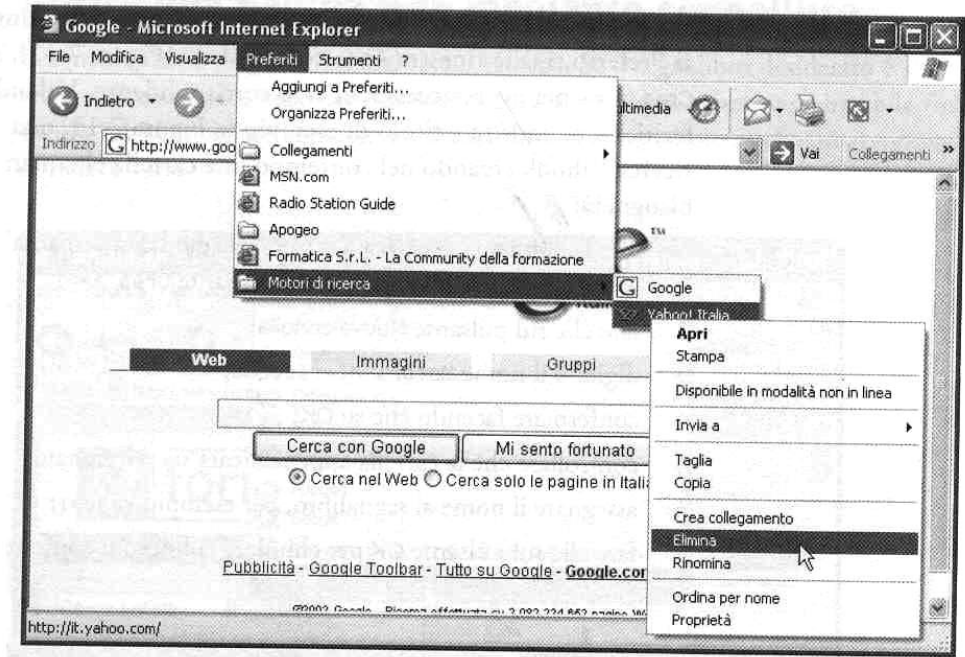 Google - Microsoft Internet Explorer
File Modifica Visualizza Preferiti Strumenti ?
Indietro
Aggiungi a Preferiti...
Organizza Preferiti...
Indirizzo G http://www.goo
Vai Collegamenti »
Collegamenti
MSN.com
Radio Station Guide
Apogeo
Formatica S.r.L. - La Community della formazione
Motori di ricerca
G Google
Yahoo! Italia
TM
Apri
Stampa
Disponibile in modalità non in linea
Invia a
Taglia
Copia
Crea collegamento
Elimina
Rinomina
Ordina per nome
Proprietà
Web Immagini Gruppi
Cerca con Google Mi sento fortunato
Cerca nel Web Cerca solo le pagine in Itali
Pubblicità - Google Toolbar - Tutto su Google - Google.com
http://it.yahoo.com/